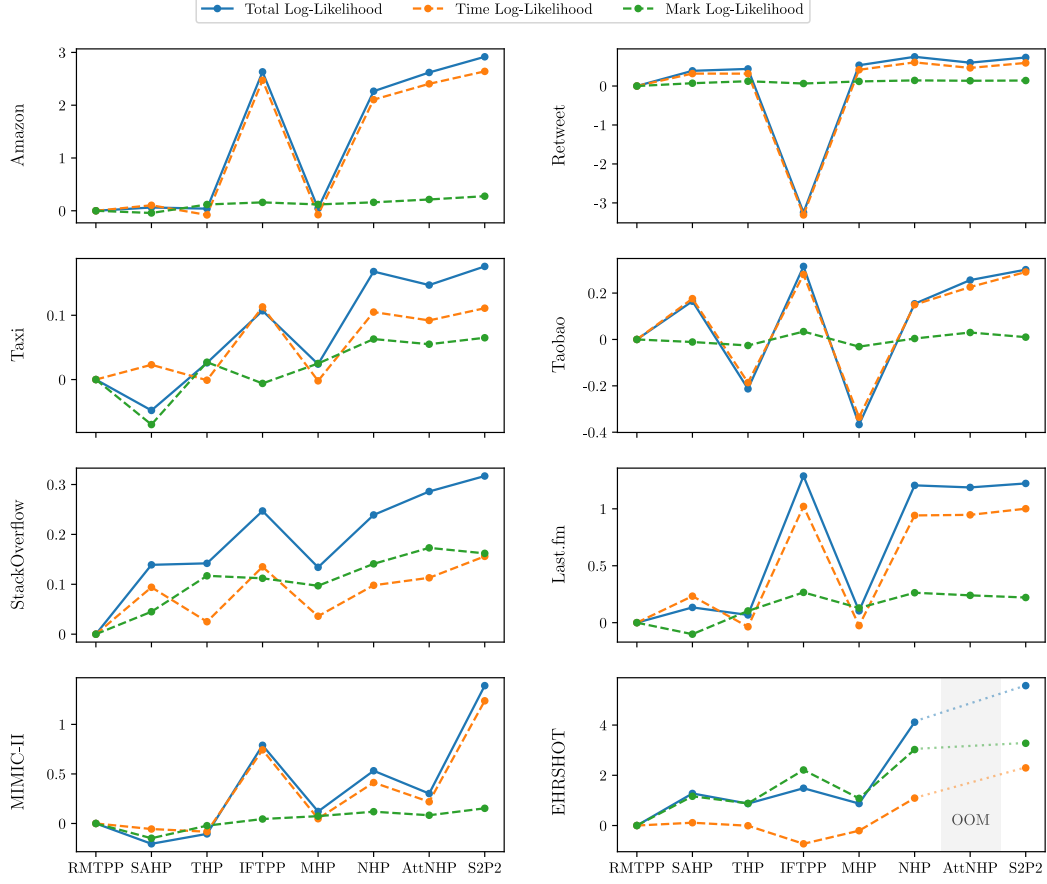 Total Log-Likelihood Time Log-Likelihood Mark Log-Likelihood
Amazon
3
2
1
0
Retweet
0
-1
-2
-3
Taxi
0.1
0
Taobao
0.2
0
-0.2
-0.4
StackOverflow
0.3
0.2
0.1
0
Last.fm
1
0.5
0
MIMIC-II
1
0.5
0
RMTPP SAHP THP IFTPP MHP NHP AttNHP S2P2
EHRSHOT
4
2
0
OOM
RMTPP SAHP THP IFTPP MHP NHP AttNHP S2P2